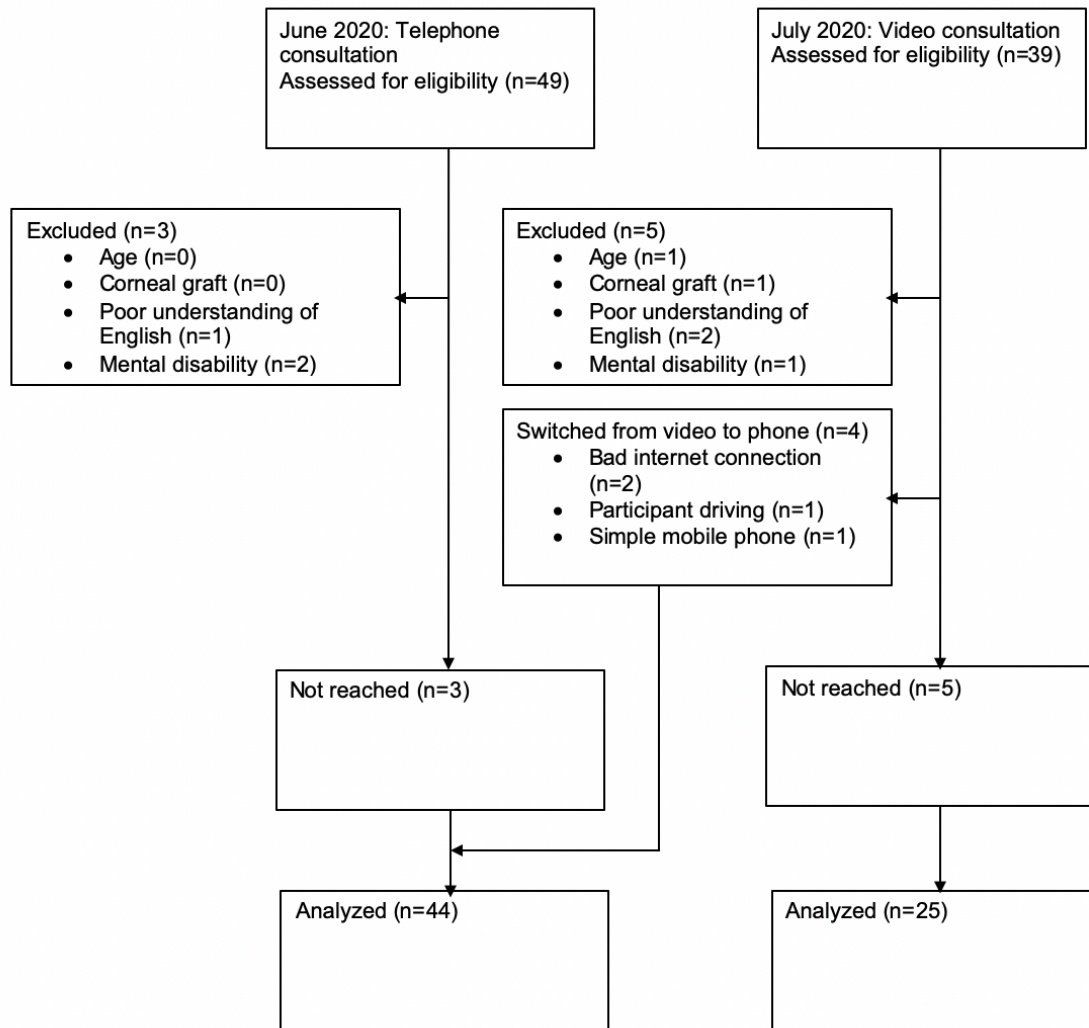 June 2020: Telephone
consultation
Assessed for eligibility (n=49)
July 2020: Video consultation
Assessed for eligibility (n=39)
Excluded (n=3)
• Age (n=0)
• Corneal graft (n=0)
• Poor understanding of
English (n=1)
• Mental disability (n=2)
Excluded (n=5)
• Age (n=1)
• Corneal graft (n=1)
• Poor understanding of
English (n=2)
• Mental disability (n=1)
Switched from video to phone (n=4)
• Bad internet connection
(n=2)
• Participant driving (n=1)
• Simple mobile phone (n=1)
Not reached (n=3)
Not reached (n=5)
Analyzed (n=44)
Analyzed (n=25)